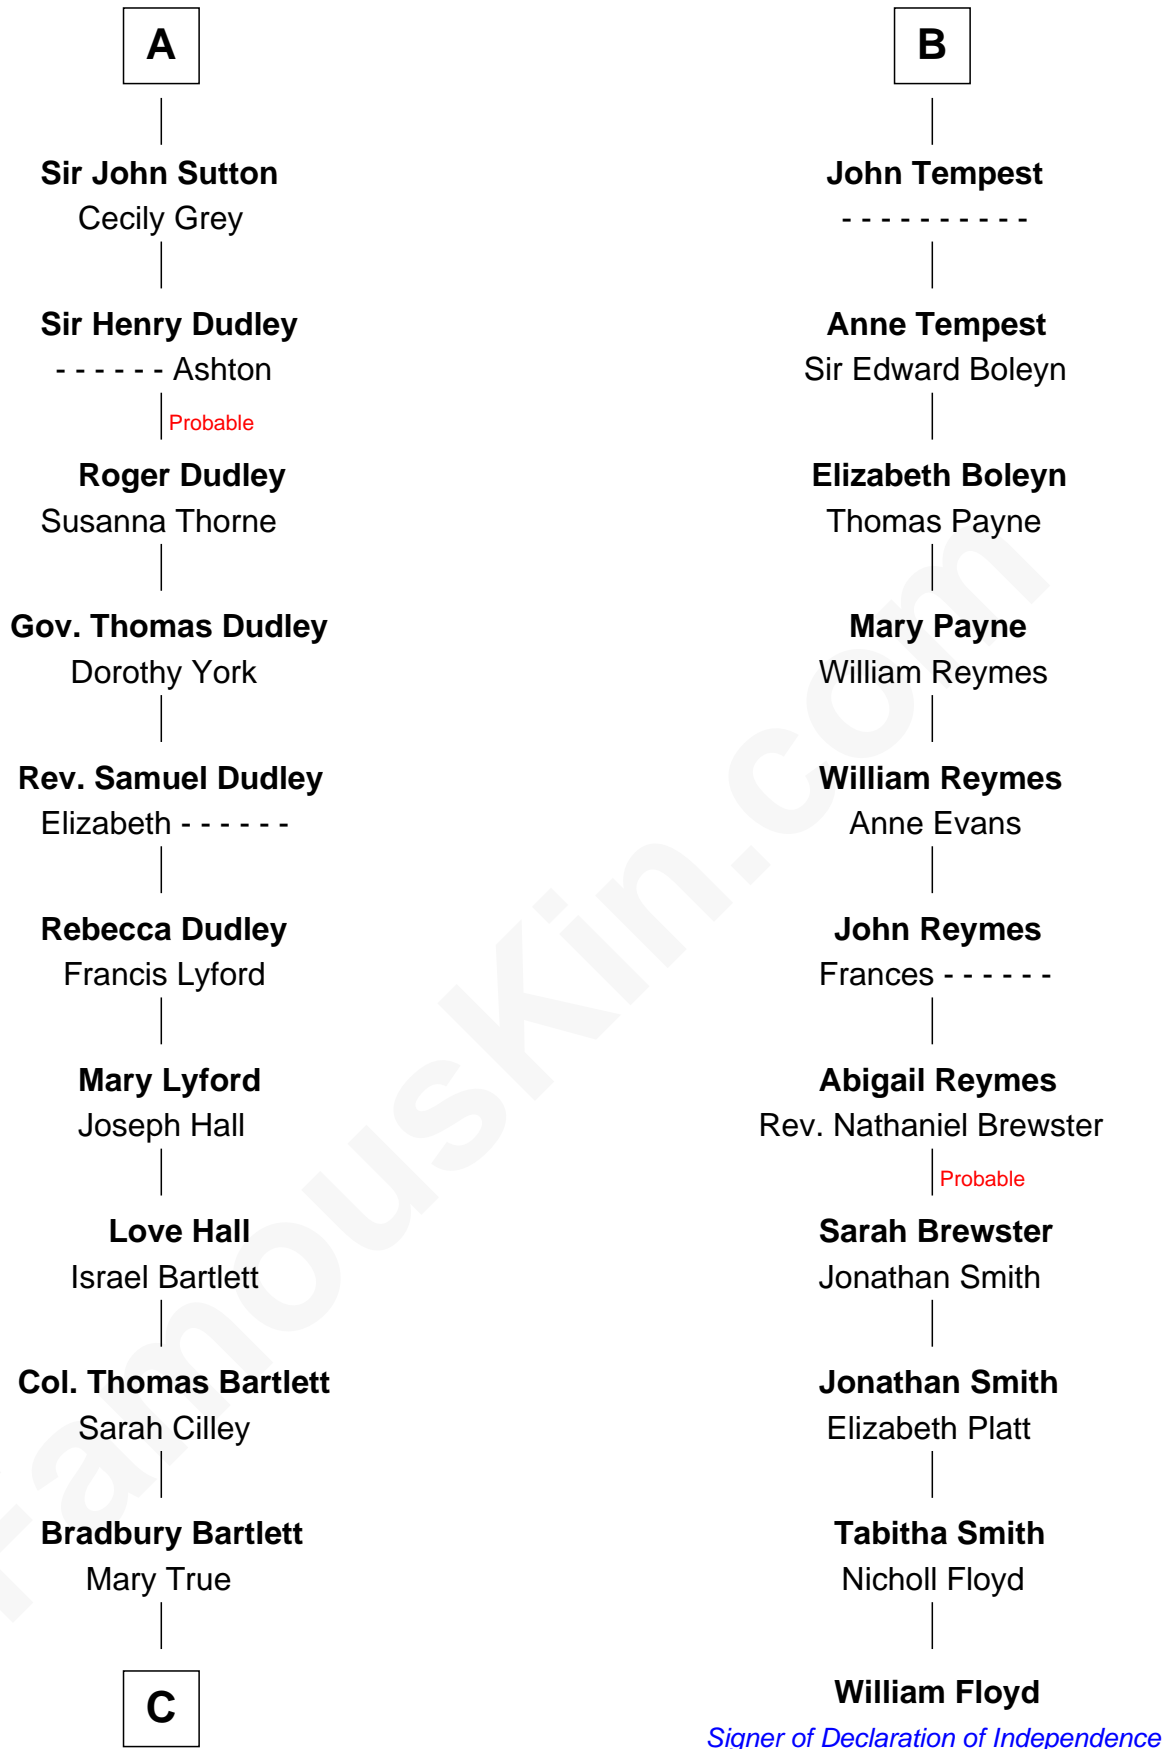 A
Sir John Sutton
Cecily Grey
Sir Henry Dudley
- - - - - - Ashton
Probable
Roger Dudley
Susanna Thorne
Gov. Thomas Dudley
Dorothy York
Rev. Samuel Dudley
Elizabeth - - - - - -
Rebecca Dudley
Francis Lyford
Mary Lyford
Joseph Hall
Love Hall
Israel Bartlett
Col. Thomas Bartlett
Sarah Cilley
Bradbury Bartlett
Mary True
C
B
John Tempest
- - - - - - - - - -
Anne Tempest
Sir Edward Boleyn
Elizabeth Boleyn
Thomas Payne
Mary Payne
William Reymes
William Reymes
Anne Evans
John Reymes
Frances - - - - - -
Abigail Reymes
Rev. Nathaniel Brewster
Probable
Sarah Brewster
Jonathan Smith
Jonathan Smith
Elizabeth Platt
Tabitha Smith
Nicholl Floyd
William Floyd
Signer of Declaration of Independence
FamousKin.com